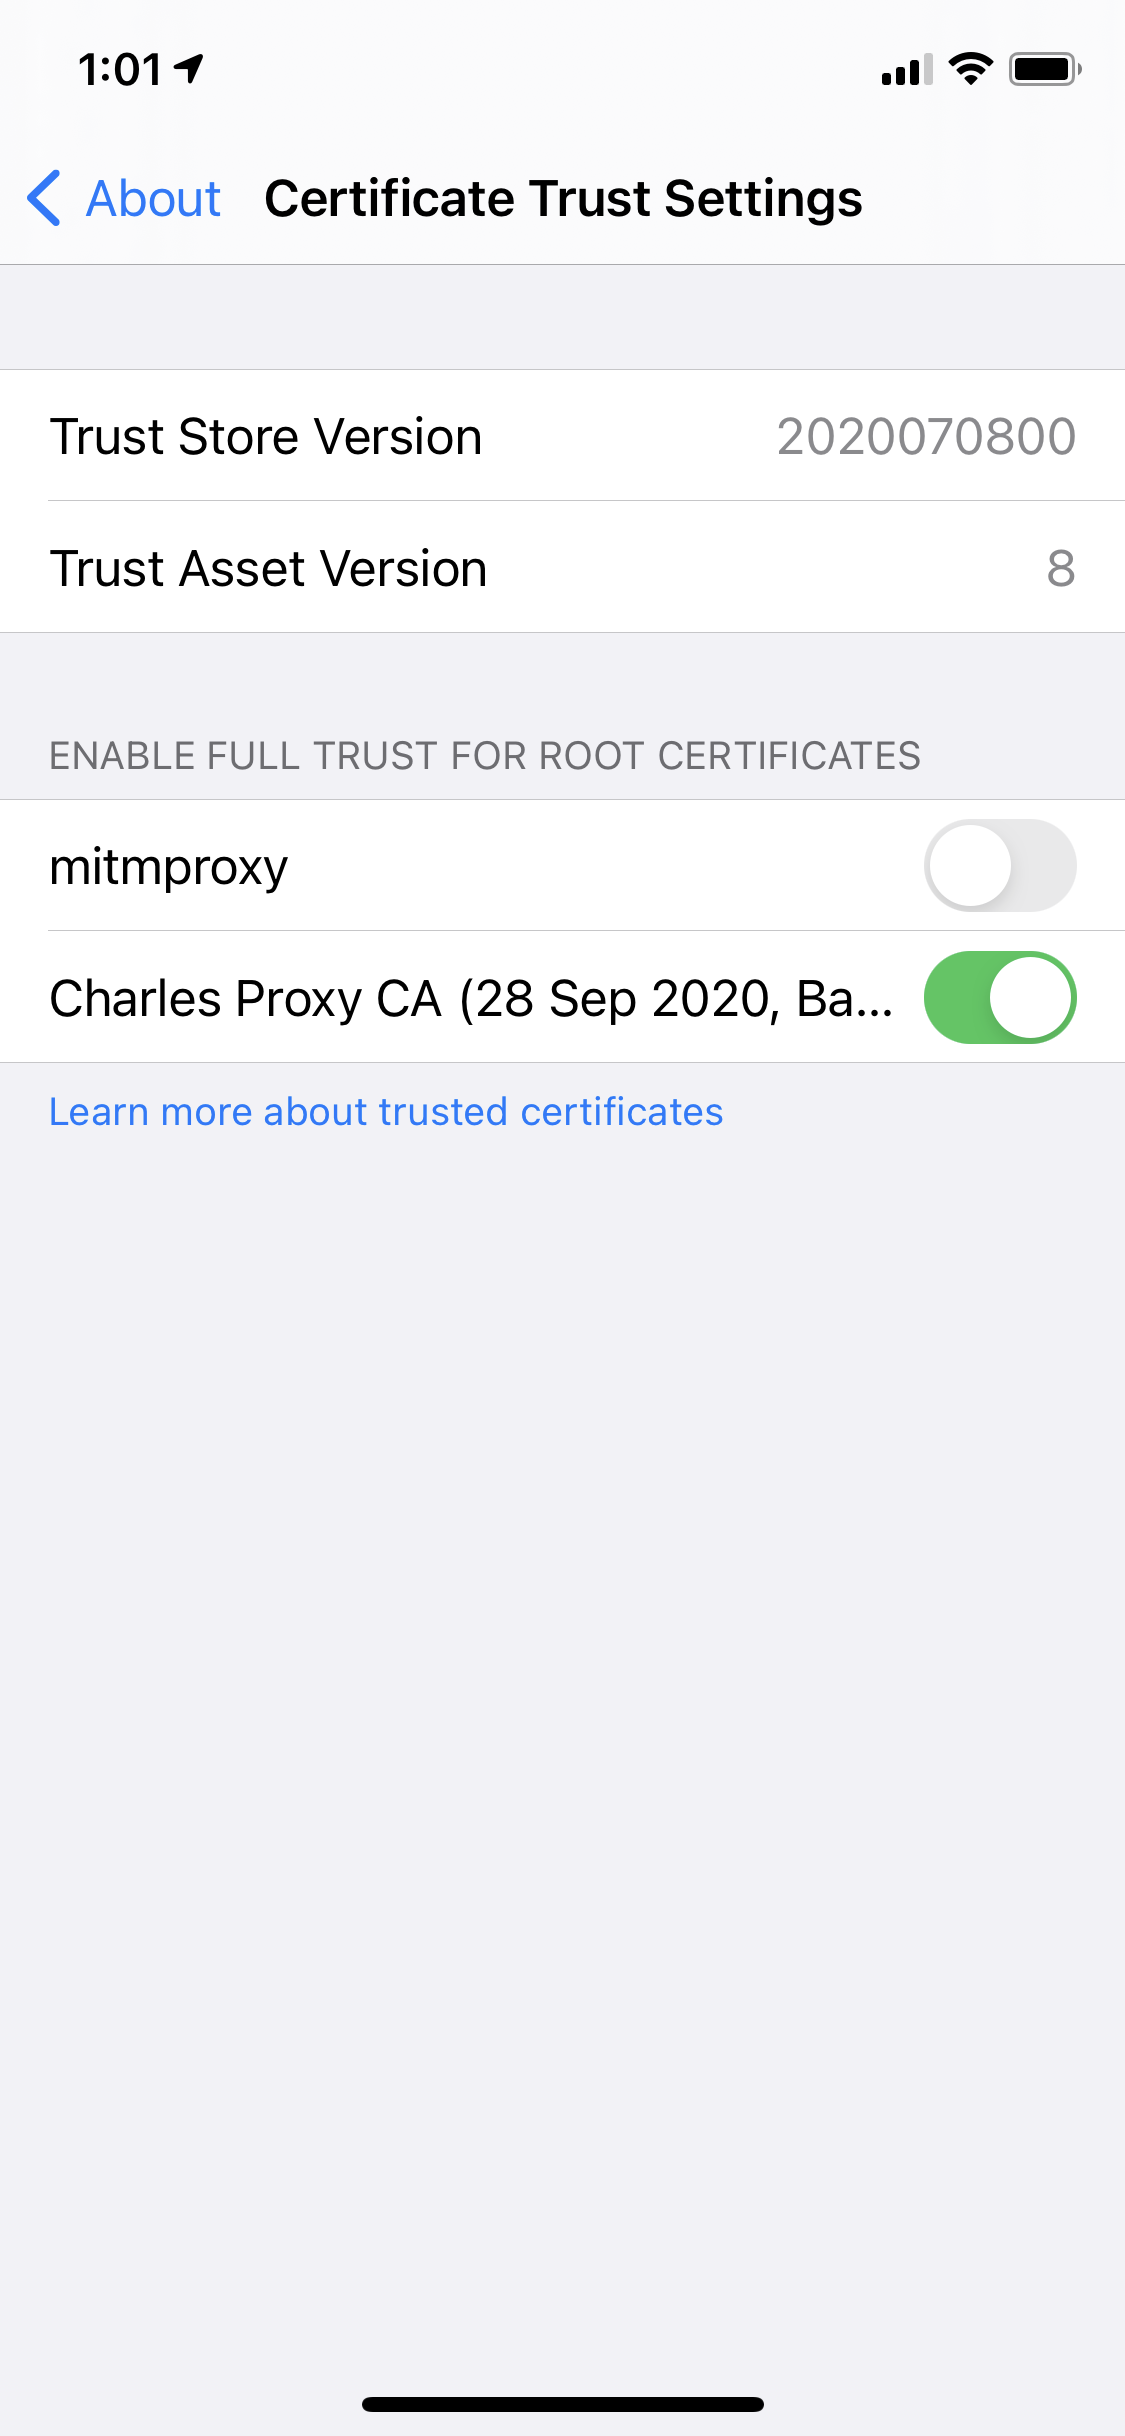 1:01
About
Certificate Trust Settings
Trust Store Version 2020070800
Trust Asset Version 8
ENABLE FULL TRUST FOR ROOT CERTIFICATES
mitmproxy
Charles Proxy CA (28 Sep 2020, Ba...
Learn more about trusted certificates